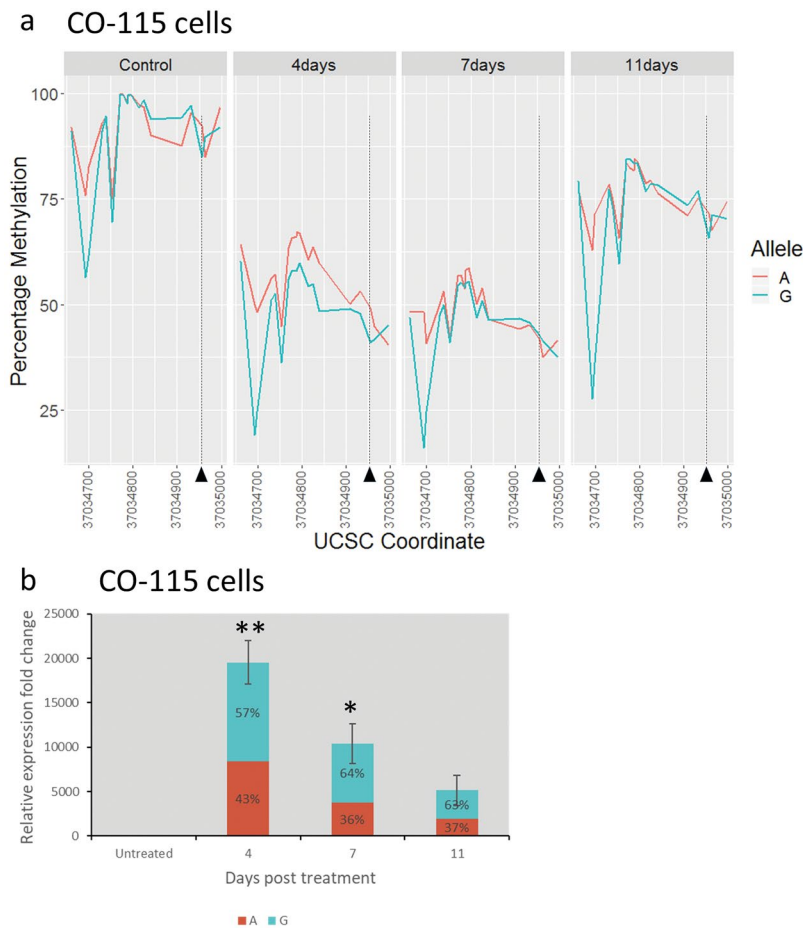 a CO-115 cells
Control 4days 7days 11days
100
75
50
25
Percentage Methylation
37034700 37034800 37034900 37035000 37034700 37034800 37034900 37035000 37034700 37034800 37034900 37035000 37034700 37034800 37034900 37035000
UCSC Coordinate
Allele
A
G
b CO-115 cells
25000
20000
15000
10000
5000
0
Relative expression fold change
**
57%
43%
*
64%
36%
63%
37%
Untreated 4 7 11
Days post treatment
A G